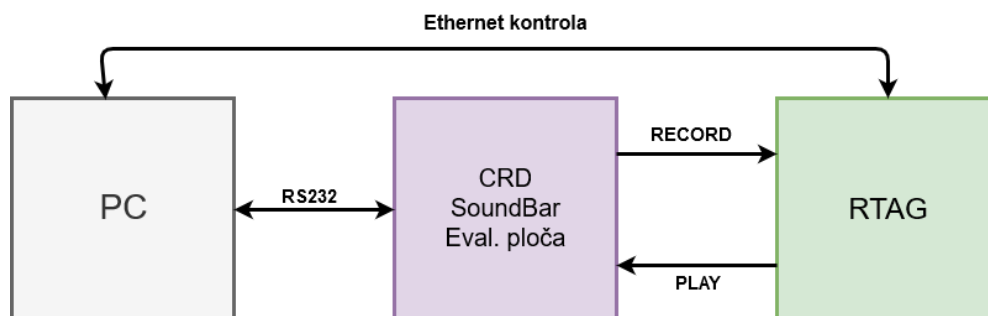 Ethernet kontrola
PC
RS232
CRD
SoundBar
Eval. ploča
RECORD
PLAY
RTAG